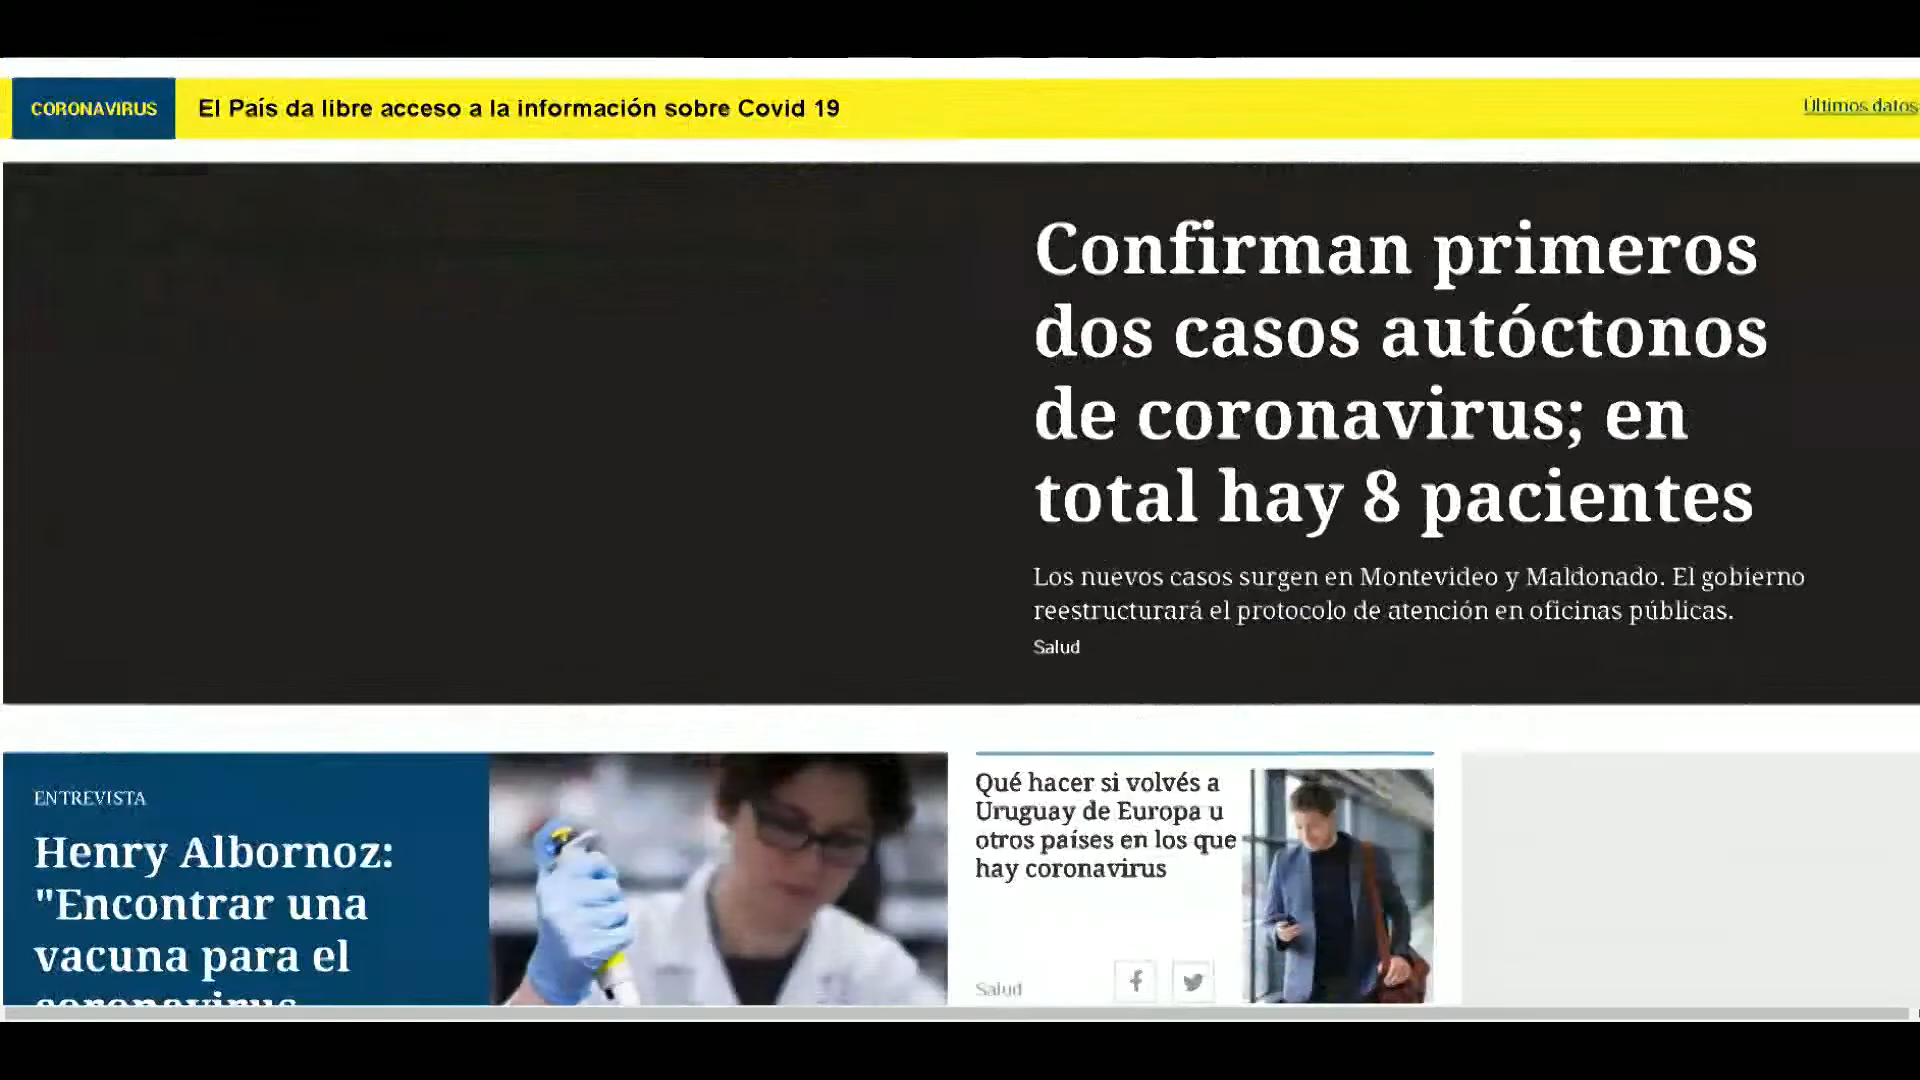 CORONAVIRUS
El País da libre acceso a la información sobre Covid 19
Últimos datos
Confirman primeros
dos casos autóctonos
de coronavirus; en
total hay 8 pacientes
Los nuevos casos surgen en Montevideo y Maldonado. El gobierno
reestructurará el protocolo de atención en oficinas públicas.
Salud
ENTREVISTA
Henry Albornoz:
"Encontrar una
vacuna para el
coronavirus
Qué hacer si volvés a
Uruguay de Europa u
otros países en los que
hay coronavirus
Salud